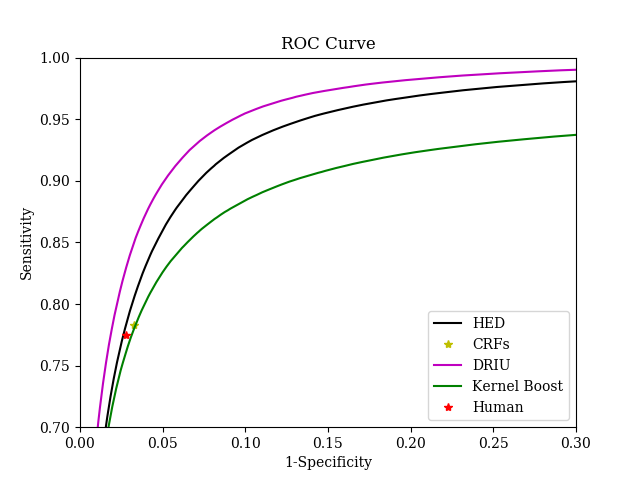 ROC Curve
Sensitivity
1.00
0.95
0.90
0.85
0.80
0.75
0.70
0.00 0.05 0.10 0.15 0.20 0.25 0.30
1-Specificity
HED
CRFs
DRIU
Kernel Boost
Human